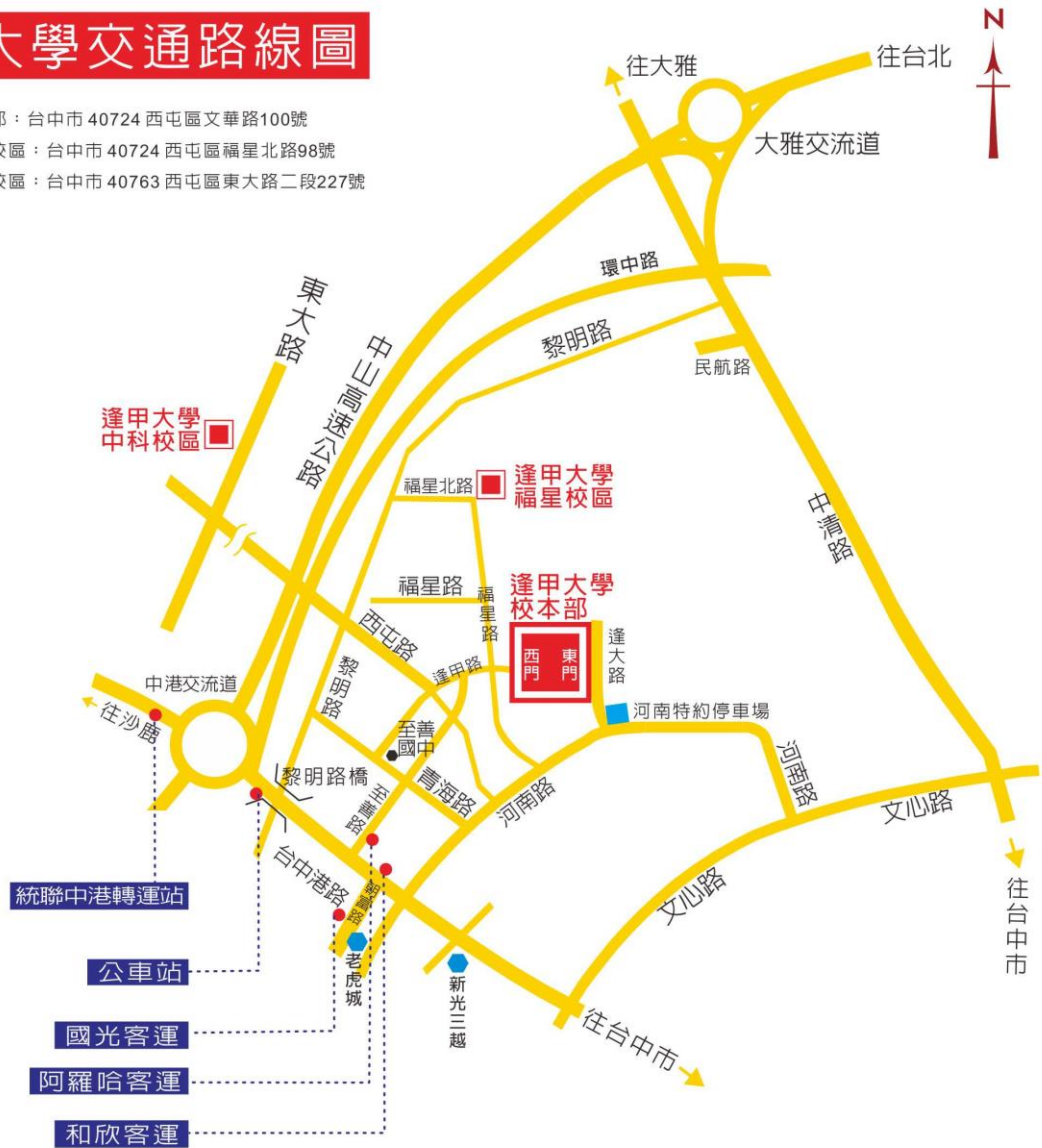 大學交通路線圖
部：台中市 40724 西屯區文華路100號
校區：台中市 40724 西屯區福星北路98號
校區：台中市 40763 西屯區東大路二段227號
N
往大雅
往台北
大雅交流道
環中路
東大路
中山高速公路
黎明路
民航路
逢甲大學
中科校區
福星北路
逢甲大學
福星校區
中清路
福星路
福星路
逢甲大學
校本部
西門
東門
逢大路
西屯路
逢甲路
黎明路
中港交流道
往沙鹿
河南特約停車場
至善
國中
黎明路橋
青海路
至善路
河南路
河南路
文心路
文心路
台中港路
朝富路
統聯中港轉運站
公車站
國光客運
阿羅哈客運
和欣客運
老虎城
新光三越
往台中市
往台中市